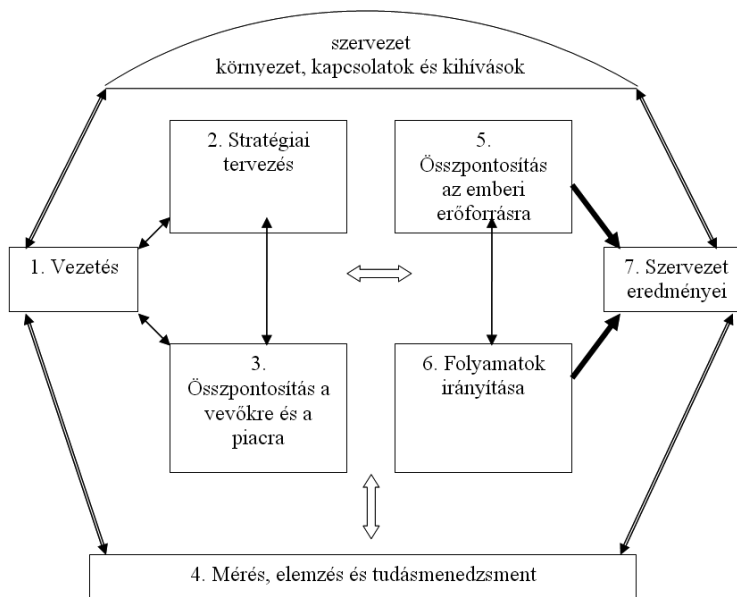 szervezet
környezet, kapcsolatok és kihívások
2. Stratégiai
tervezés
5.
Összpontosítás
az emberi
erőforrásra
1. Vezetés
7. Szervezet
eredményei
3.
Összpontosítás a
vevőkre és a
piacra
6. Folyamatok
irányítása
4. Mérés, elemzés és tudásmenedzsment